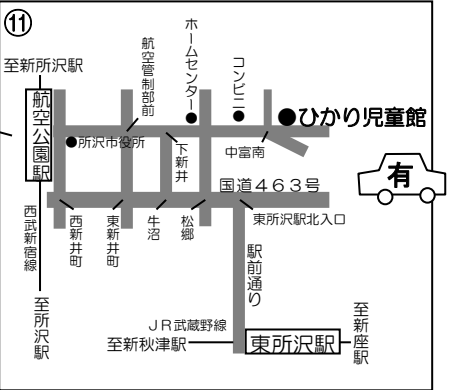 ⑪
至新所沢駅
航空公園駅
航空管制部前
ホームセンター
コンビニ
ひかり児童館
所沢市役所
下新井
中富南
有
国道463号
西武新宿線
西新井町
東新井町
牛沼
松郷
東所沢駅北入口
至所沢駅
駅前通り
JR武蔵野線
至新秋津駅
東所沢駅
至新座駅